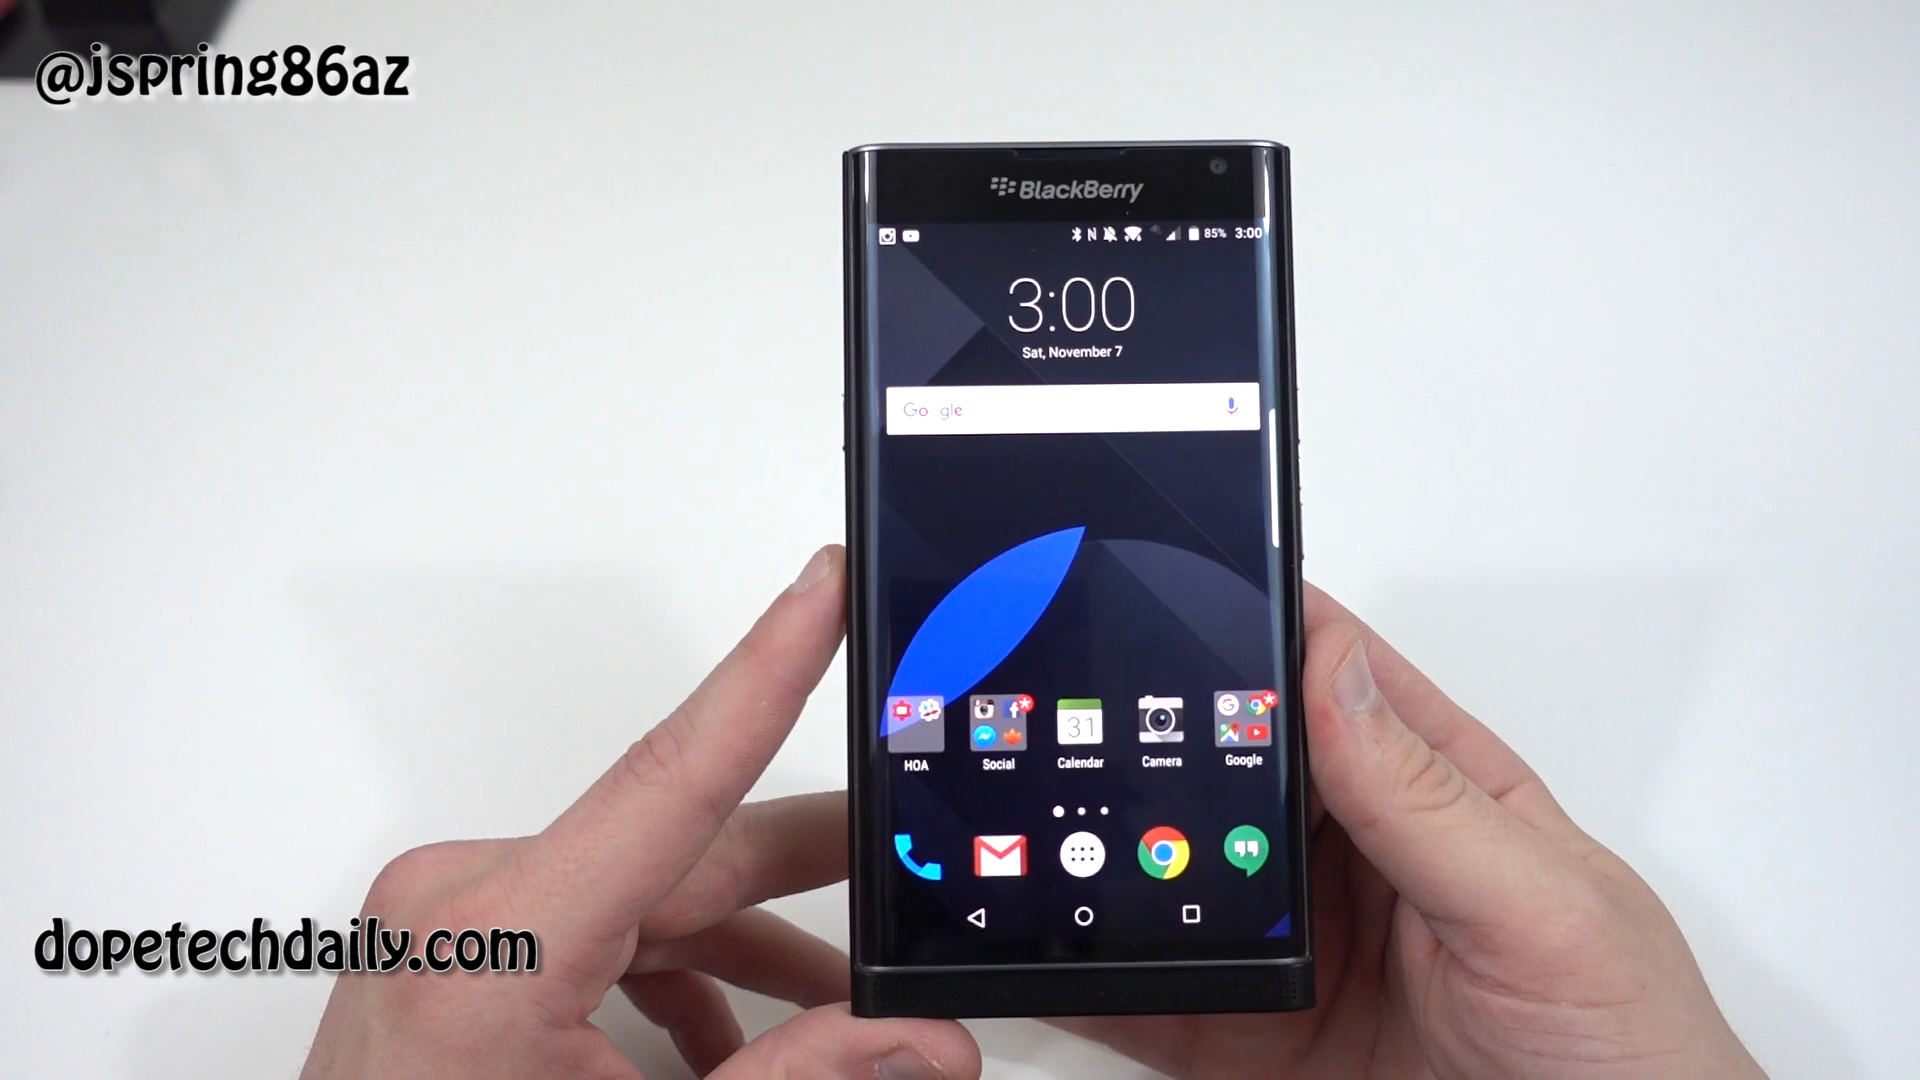 @jspring86az
BlackBerry
N 85% 3:00
3:00
Sat, November 7
Google
31
HOA Social Calendar Camera Google
dopetechdaily.com